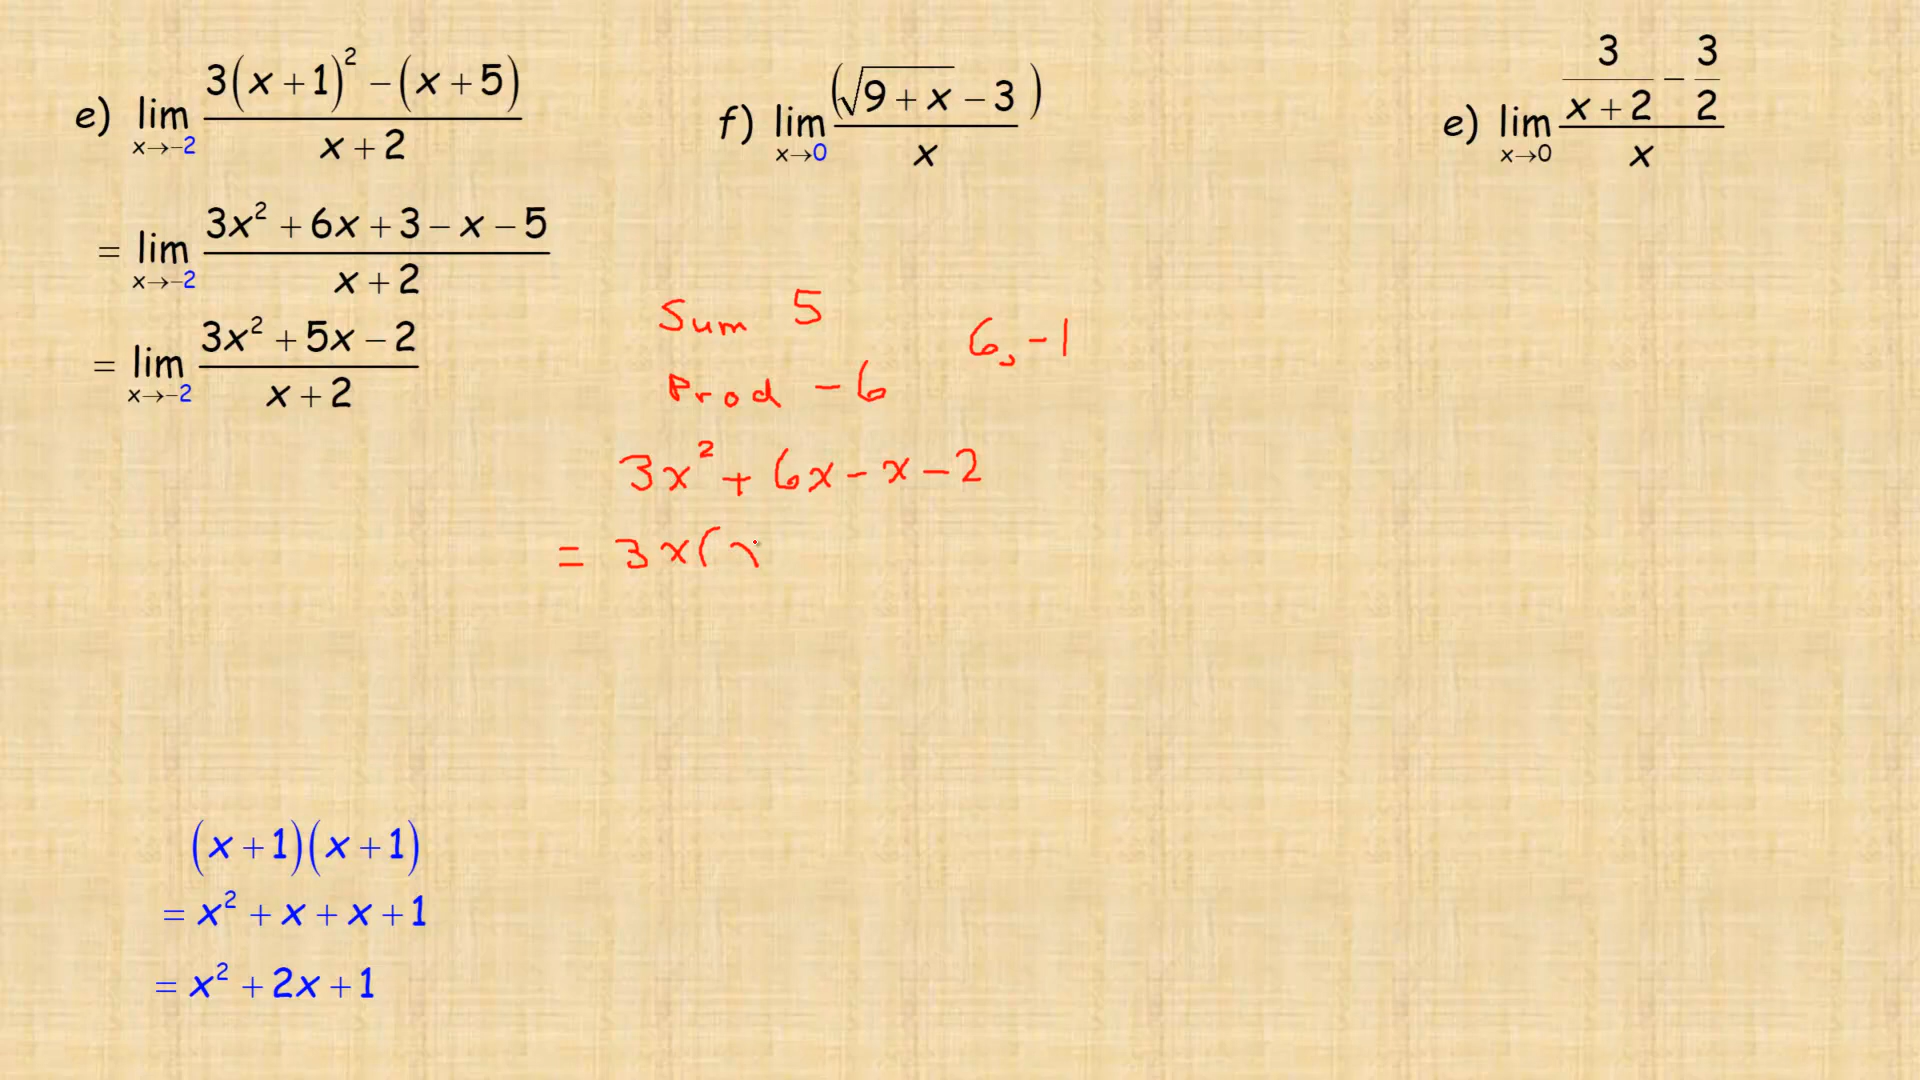 e) lim x→-2 (3(x+1)² - (x+5))/(x+2)
= lim x→-2 (3x² + 6x + 3 - x - 5)/(x+2)
= lim x→-2 (3x² + 5x - 2)/(x+2)
f) lim x→0 (√(9+x) - 3)/x )
e) lim x→0 (3/(x+2) - 3/2)/x
Sum 5
6, -1
Prod -6
3x² + 6x - x - 2
= 3x(
(x+1)(x+1)
= x² + x + x + 1
= x² + 2x + 1